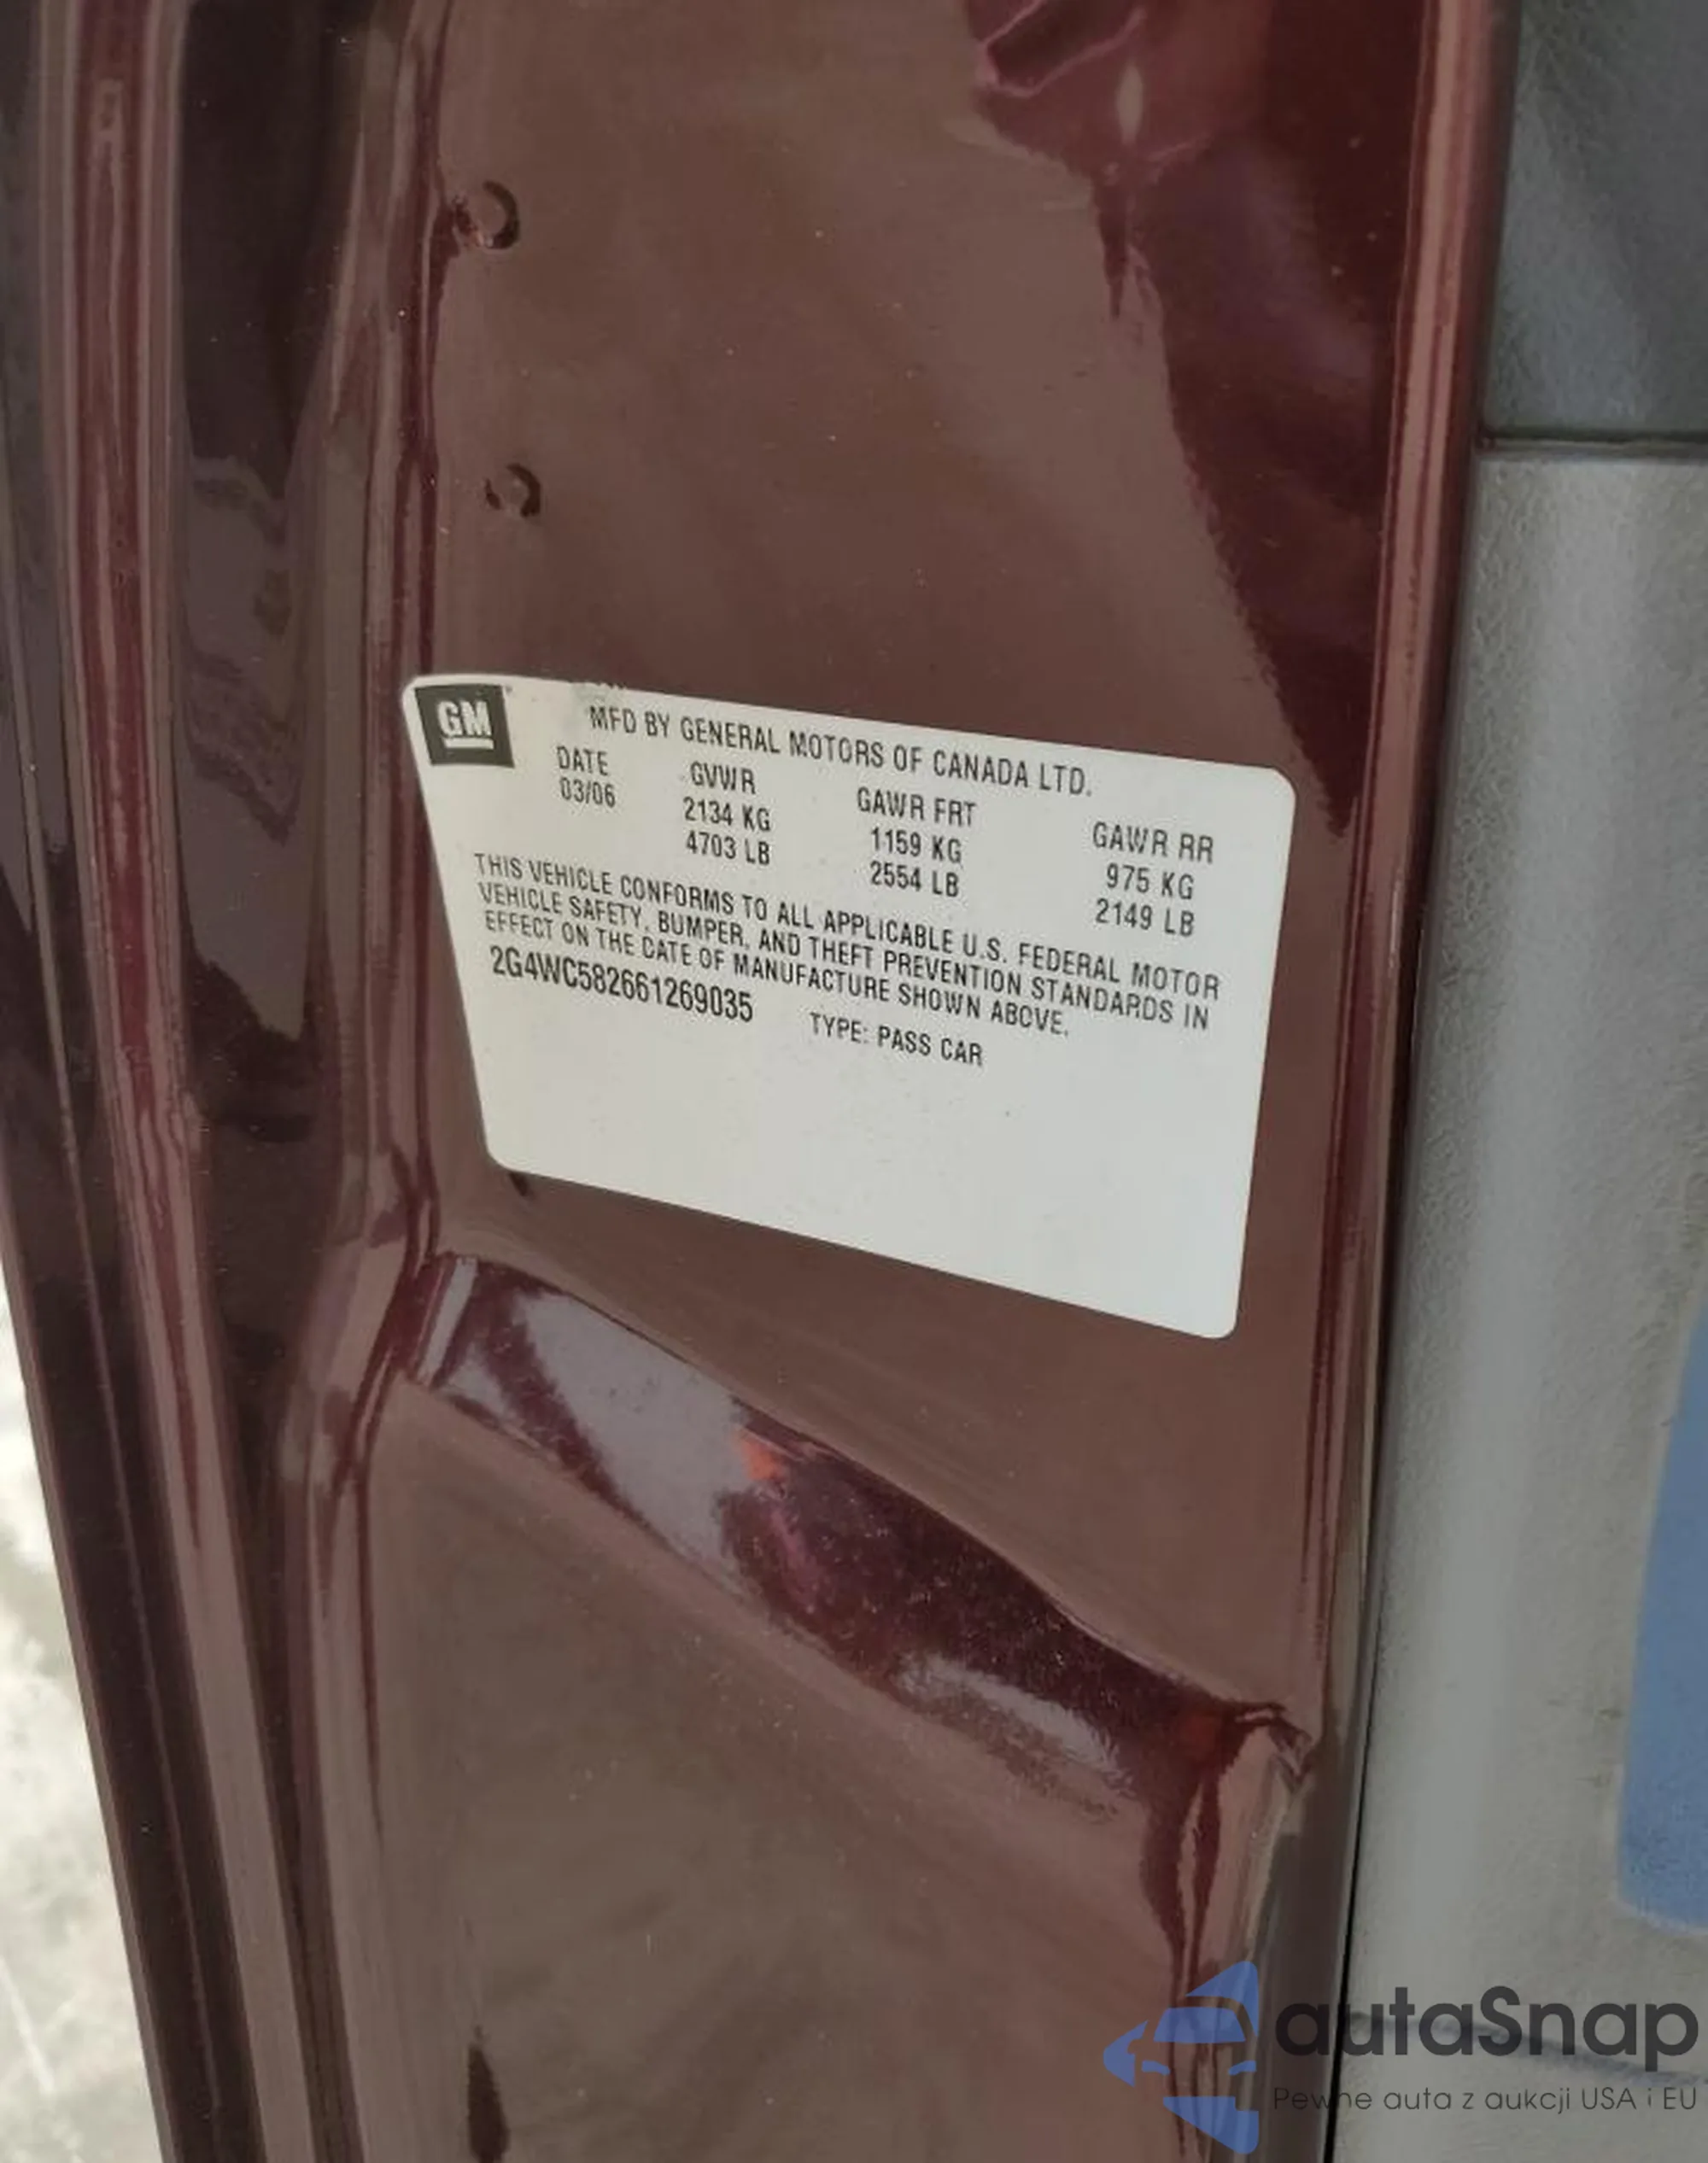 GM
MFD BY GENERAL MOTORS OF CANADA LTD.
DATE GVWR GAWR FRT GAWR RR
03/06 2134 KG 1159 KG 975 KG
4703 LB 2554 LB 2149 LB
THIS VEHICLE CONFORMS TO ALL APPLICABLE U.S. FEDERAL MOTOR
VEHICLE SAFETY, BUMPER, AND THEFT PREVENTION STANDARDS IN
EFFECT ON THE DATE OF MANUFACTURE SHOWN ABOVE.
2G4WC582661269035 TYPE: PASS CAR
autaSnap
Pewne auta z aukcji USA i EU